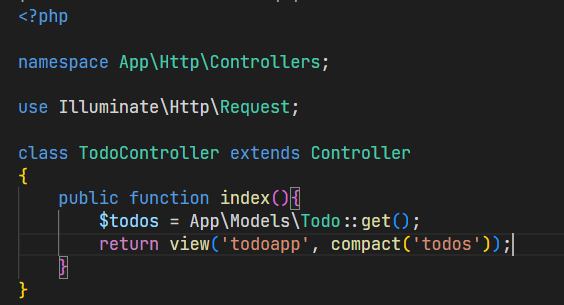 <?php
namespace App\Http\Controllers;
use Illuminate\Http\Request;
class TodoController extends Controller
{
    public function index(){
        $todos = App\Models\Todo::get();
        return view('todoapp', compact('todos'));
    }
}